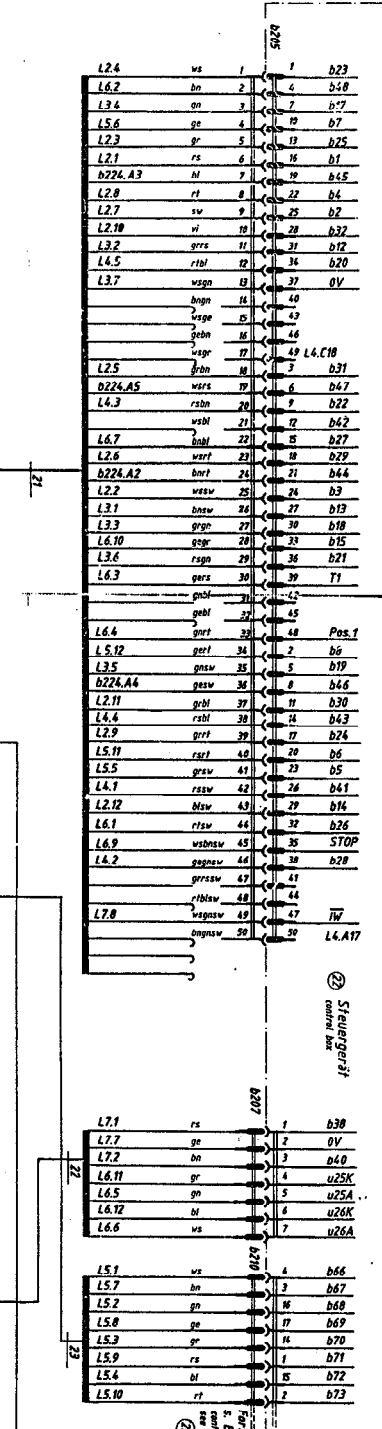 b205
L2.4 ws 1 1 b23
L6.2 bn 2 4 b48
L3.4 gn 3 7 b17
L5.6 ge 4 10 b7
L2.3 gr 5 13 b25
L2.1 rs 6 16 b1
b224.A3 bl 7 19 b45
L2.8 rt 8 22 b4
L2.7 sw 9 25 b2
L2.10 vi 10 28 b32
L3.2 grrs 11 31 b12
L4.5 rtbl 12 34 b20
L3.7 wsgn 13 37 0V
bngn 14 40
wsge 15 43
gebn 16 46
wsgr 17 49 L4.C18
L2.5 grbn 18 3 b31
b224.A5 wsrs 19 6 b47
L4.3 rsbn 20 9 b22
wsbl 21 12 b42
L6.7 bnbl 22 15 b27
L2.6 wsrt 23 18 b29
b224.A2 bnrt 24 21 b44
L2.2 wssw 25 24 b3
L3.1 bnsw 26 27 b13
L3.3 grgn 27 30 b18
L6.10 gegr 28 33 b15
L3.6 rsgn 29 36 b21
L6.3 gers 30 39 T1
gnbl 31 42
gebl 32 45
L6.4 gnrt 33 48 Pos.1
L5.12 gert 34 2 b6
L3.5 gnsw 35 5 b19
b224.A4 gesw 36 8 b46
L2.11 grbl 37 11 b30
L4.4 rsbl 38 14 b43
L2.9 grrt 39 17 b24
L5.11 rsrt 40 20 b6
L5.5 grsw 41 23 b5
L4.1 rssw 42 26 b41
L2.12 blsw 43 29 b14
L6.1 rtsw 44 32 b26
L6.9 wsbnsw 45 35 STOP
L4.2 gegnsw 46 38 b28
grrssw 47 41
rtblsw 48 44
L7.8 wsgnsw 49 47 IW
bngnsw 50 50 L4.A17
21
22 Steuergerät
control box
b207
L7.1 rs 1 b38
L7.7 ge 2 0V
L7.2 bn 3 b40
L6.11 gr 4 u25K
L6.5 gn 5 u25A
L6.12 bl 6 u26K
L6.6 ws 7 u26A
22
b210
L5.1 ws 4 b66
L5.7 bn 3 b67
L5.2 gn 16 b68
L5.8 ge 17 b69
L5.3 gr 14 b70
L5.9 rs 1 b71
L5.4 bl 15 b72
L5.10 rt 2 b73
23
see